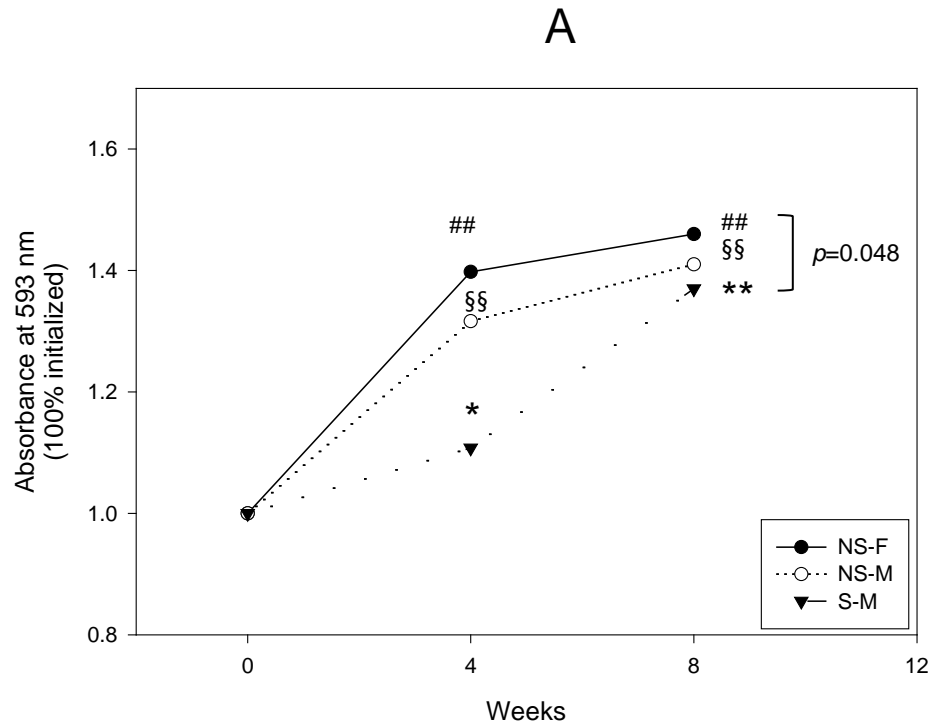 A
Absorbance at 593 nm
(100% initialized)
1.6
1.4
1.2
1.0
0.8
##
§§
*
##
§§
**
p=0.048
NS-F
NS-M
S-M
0
4
8
12
Weeks